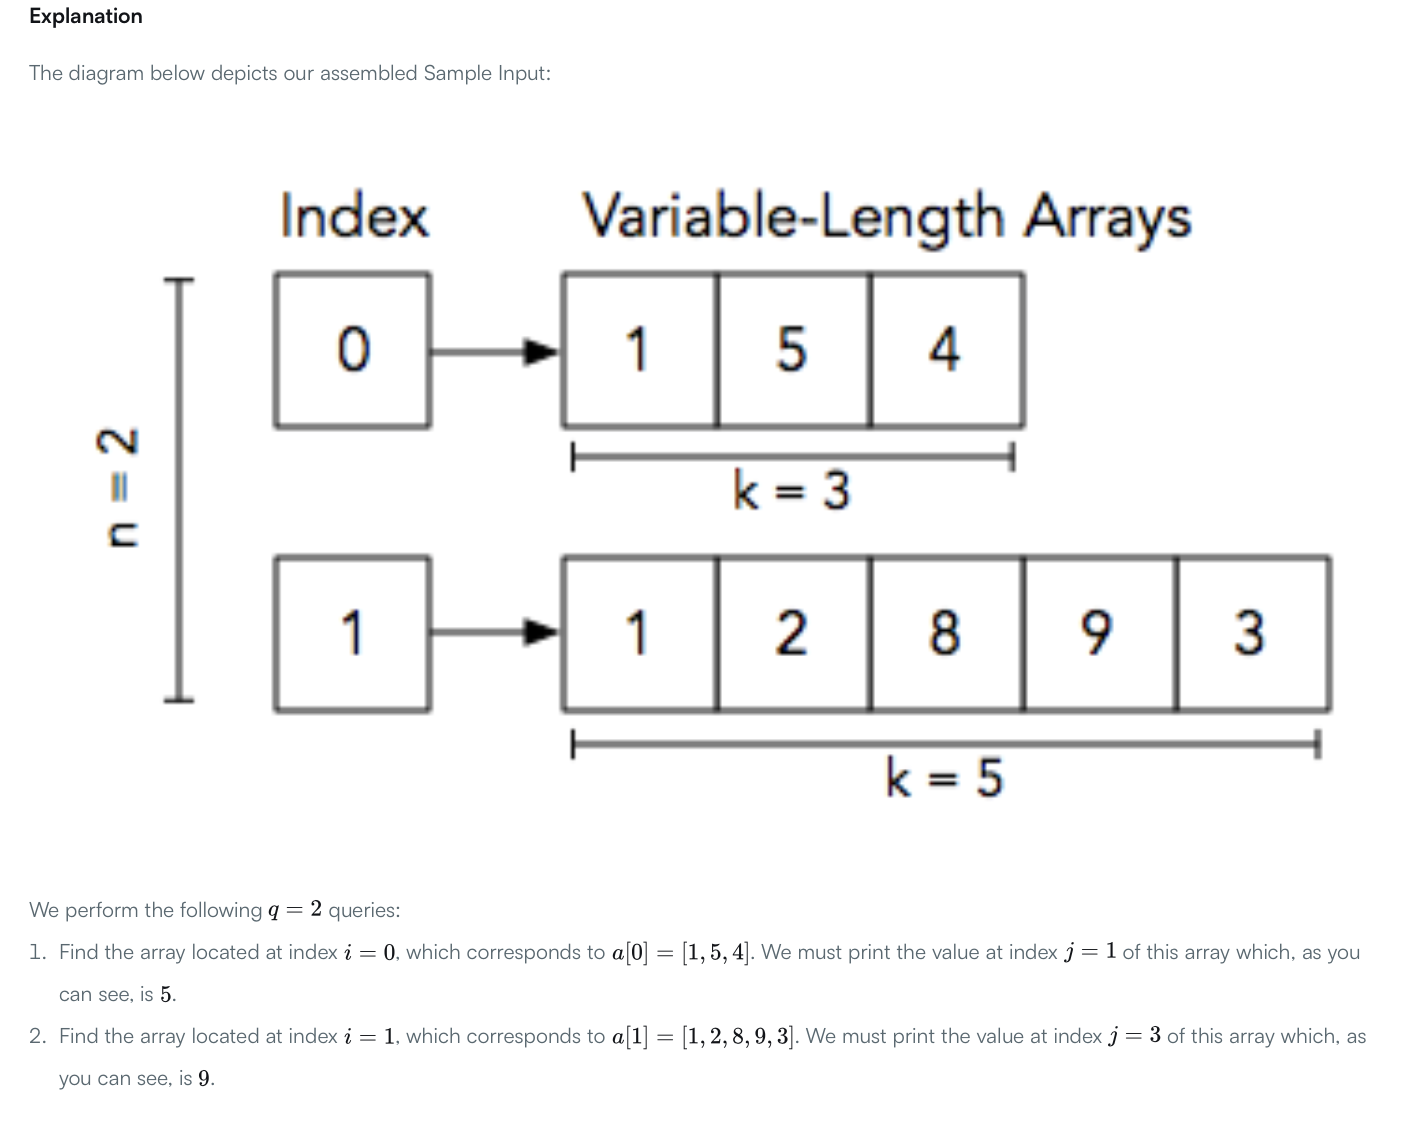 Explanation
The diagram below depicts our assembled Sample Input:
Index Variable-Length Arrays
0 1 5 4
k = 3
n = 2
1 1 2 8 9 3
k = 5
We perform the following q = 2 queries:
1. Find the array located at index i = 0, which corresponds to a[0] = [1, 5, 4]. We must print the value at index j = 1 of this array which, as you
can see, is 5.
2. Find the array located at index i = 1, which corresponds to a[1] = [1, 2, 8, 9, 3]. We must print the value at index j = 3 of this array which, as
you can see, is 9.